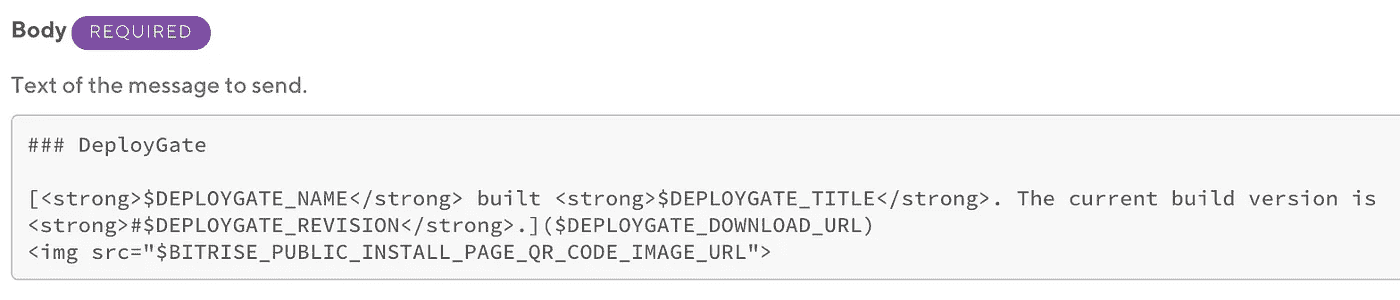 Body REQUIRED
Text of the message to send.
### DeployGate
[<strong>$DEPLOYGATE_NAME</strong> built <strong>$DEPLOYGATE_TITLE</strong>. The current build version is
<strong>#$DEPLOYGATE_REVISION</strong>.]($DEPLOYGATE_DOWNLOAD_URL)
<img src="$BITRISE_PUBLIC_INSTALL_PAGE_QR_CODE_IMAGE_URL">